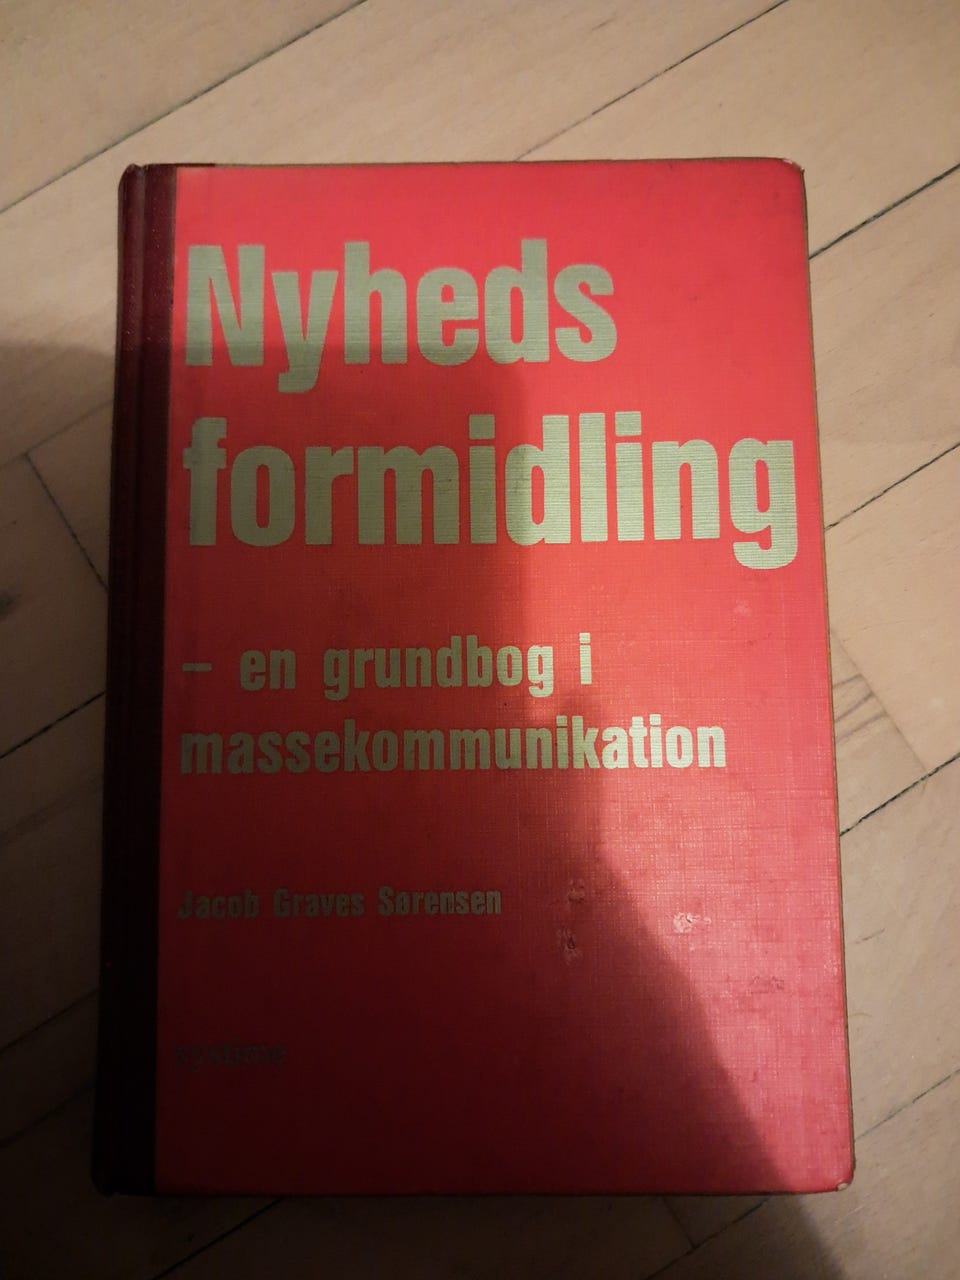 Nyheds
formidling
– en grundbog i
massekommunikation
Jacob Graves Sørensen
systime